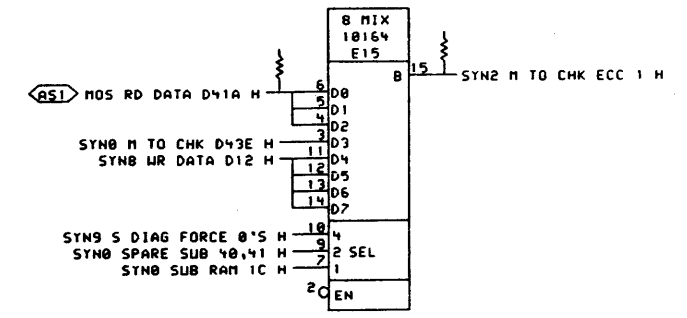 8 MIX
10164
E15
15
B SYN2 M TO CHK ECC 1 H
AS1 MOS RD DATA D41A H 6 D0
5 D1
4 D2
SYN0 M TO CHK D43E H 3 D3
SYN8 WR DATA D12 H 11 D4
12 D5
13 D6
14 D7
SYN9 S DIAG FORCE 0'S H 10 4
SYN0 SPARE SUB 40,41 H 9 2 SEL
SYN0 SUB RAM 1C H 7 1
2 EN